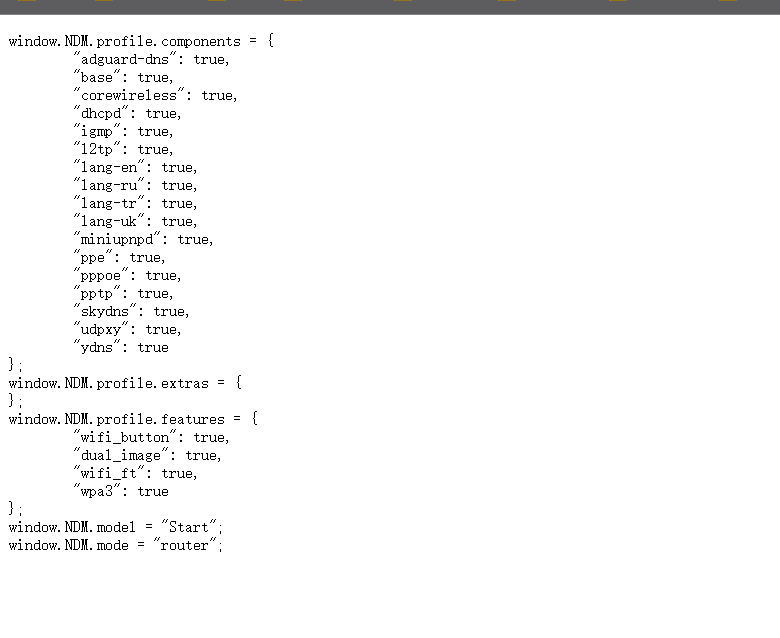 window.NDM.profile.components = {
"adguard-dns": true,
"base": true,
"corewireless": true,
"dhcpd": true,
"igmp": true,
"l2tp": true,
"lang-en": true,
"lang-ru": true,
"lang-tr": true,
"lang-uk": true,
"miniupnpd": true,
"ppe": true,
"pppoe": true,
"pptp": true,
"skydns": true,
"udpxy": true,
"ydns": true
};
window.NDM.profile.extras = {
};
window.NDM.profile.features = {
"wifi_button": true,
"dual_image": true,
"wifi_ft": true,
"wpa3": true
};
window.NDM.model = "Start";
window.NDM.mode = "router";